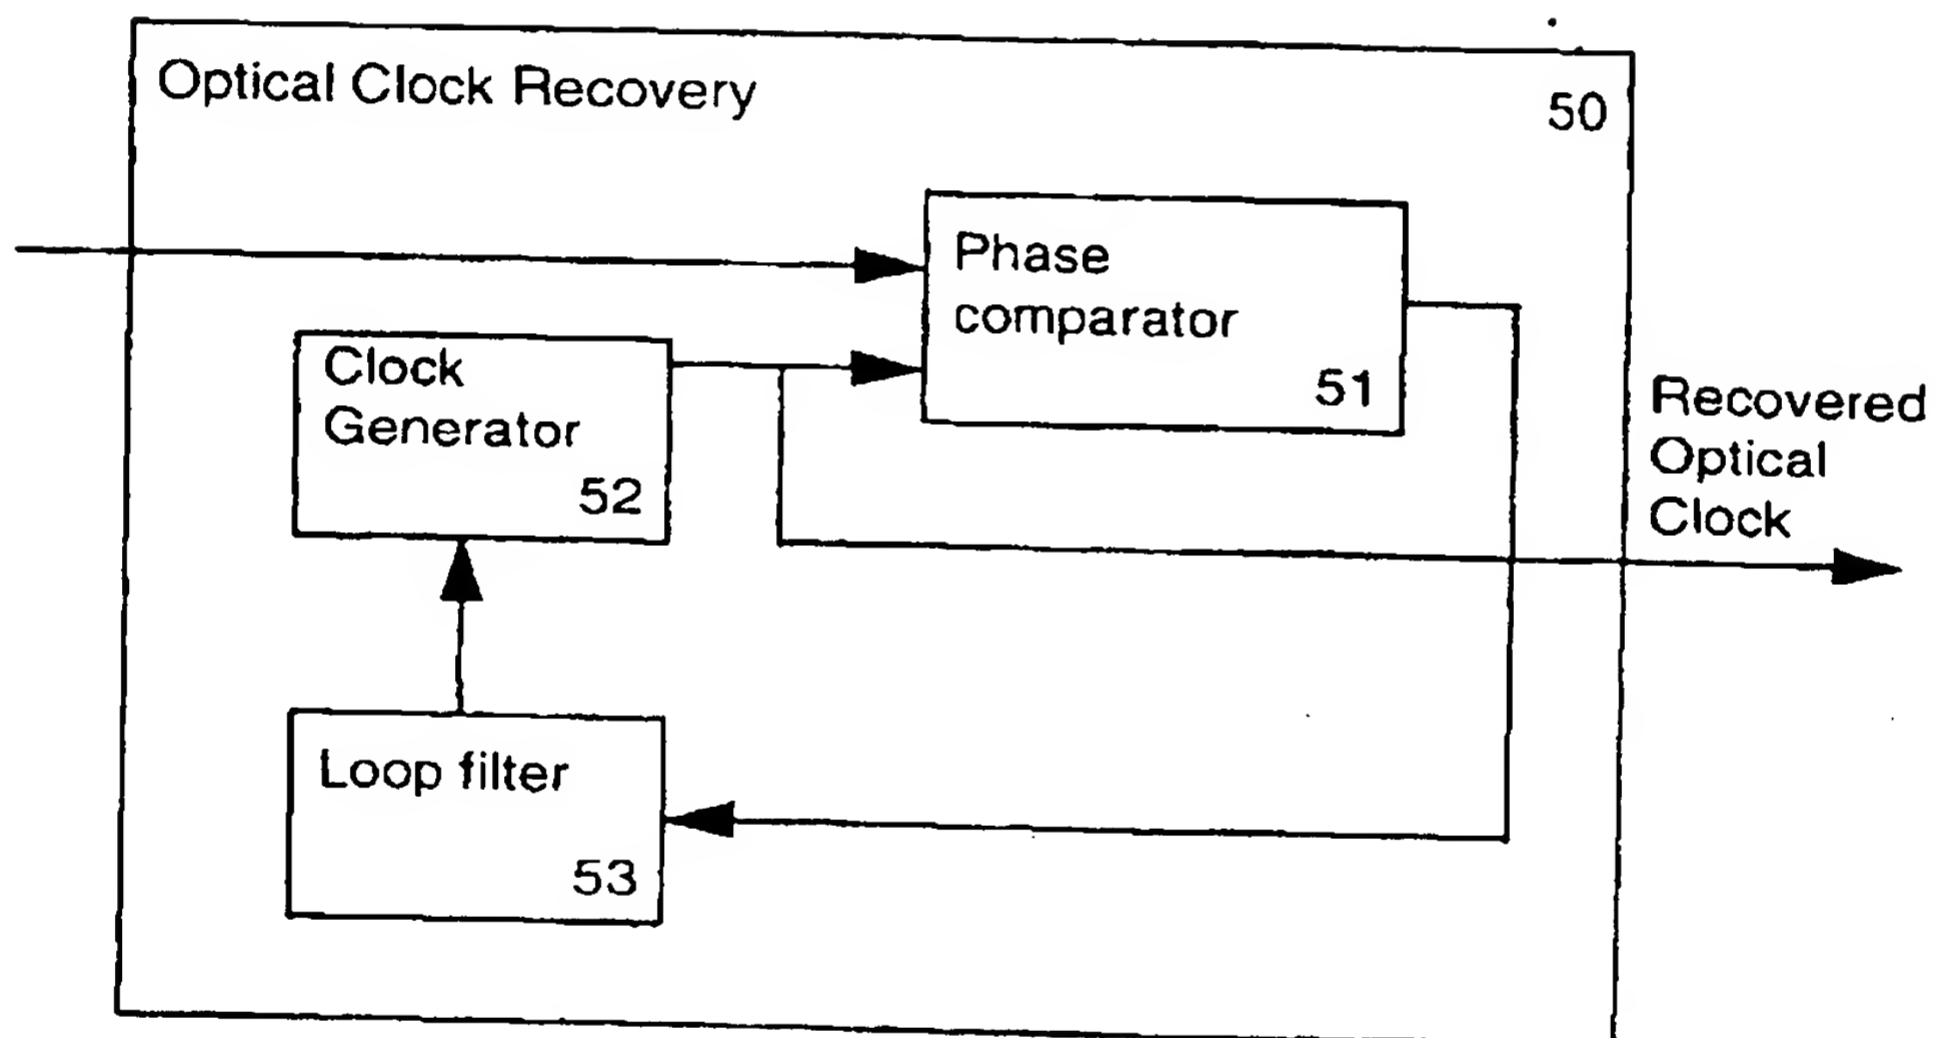 Optical Clock Recovery
50
Phase
comparator
51
Clock
Generator
52
Recovered
Optical
Clock
Loop filter
53